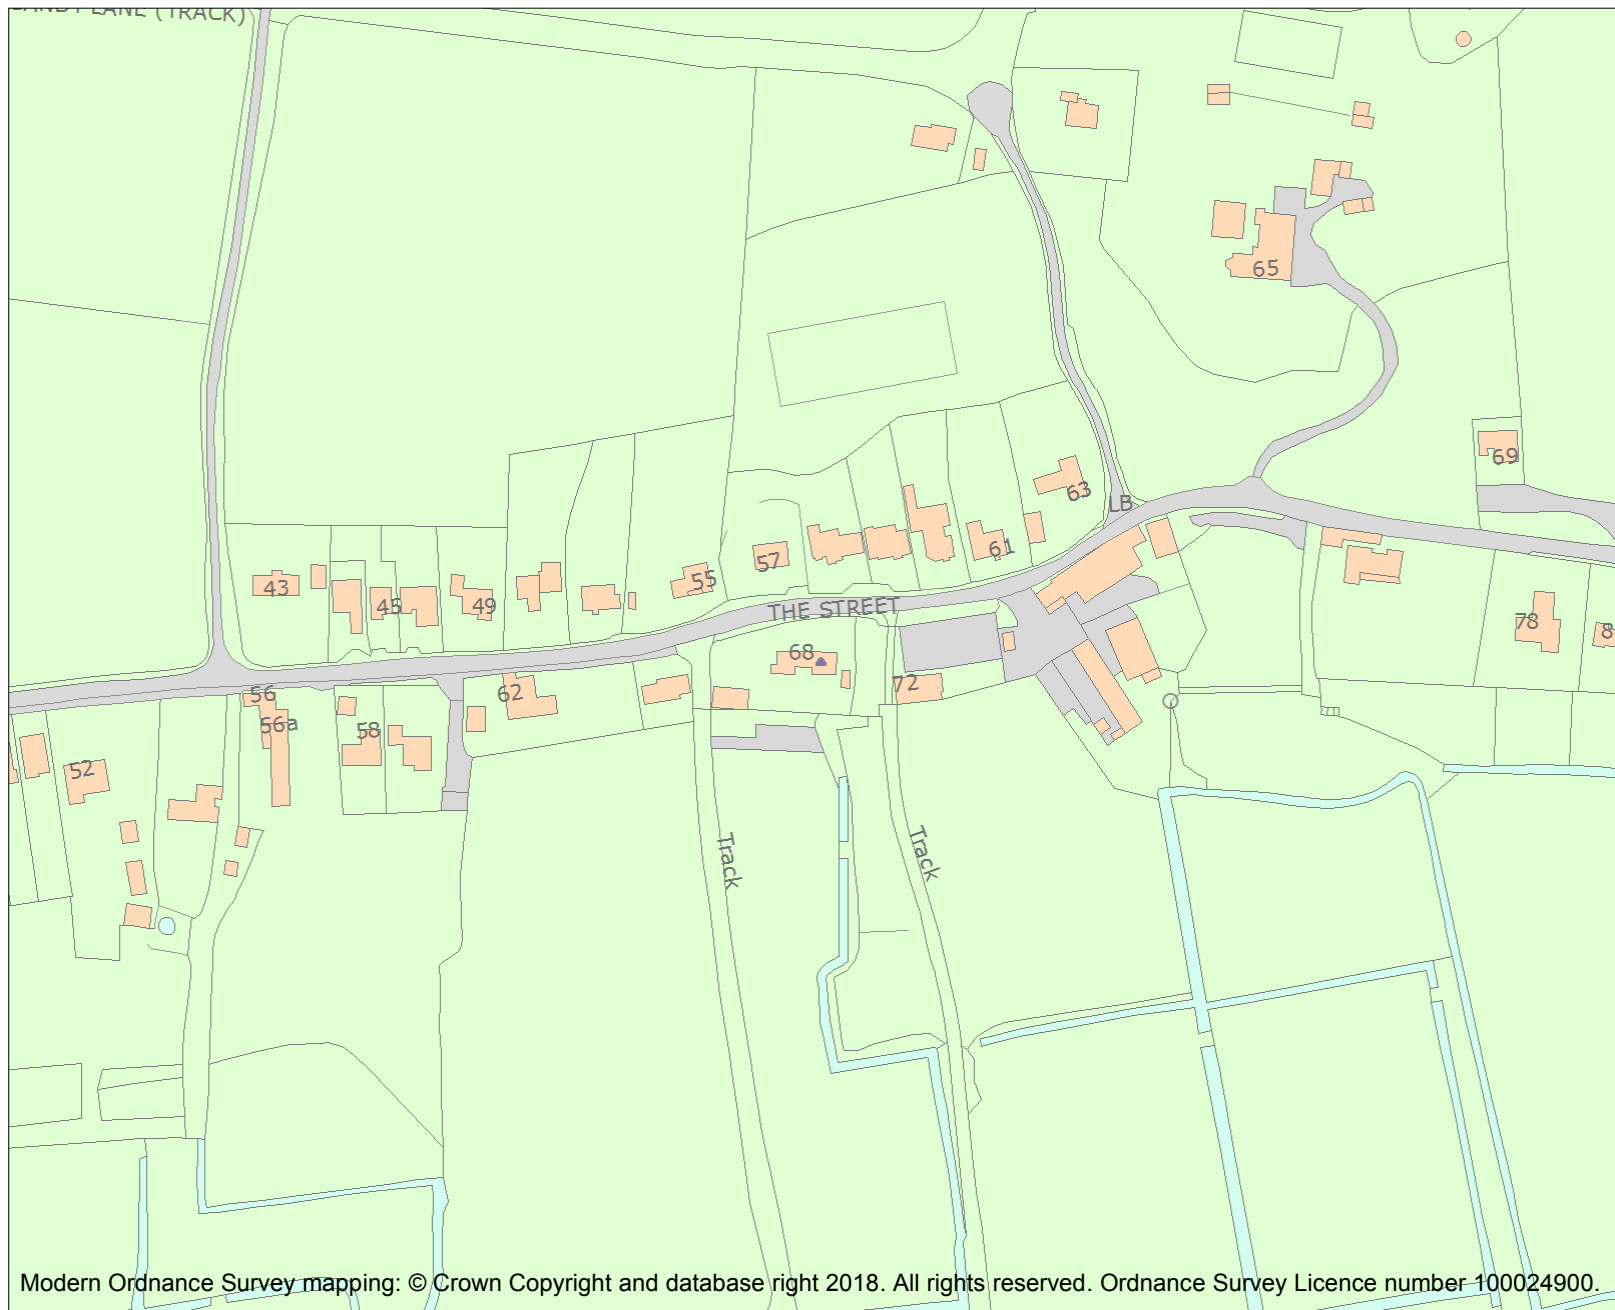 LANE (TRACK)
65
69
LB
63
61
57
55
THE STREET
43
45
49
78
68
72
62
56
56a
58
52
Track
Track
Modern Ordnance Survey mapping: © Crown Copyright and database right 2018. All rights reserved. Ordnance Survey Licence number 100024900.